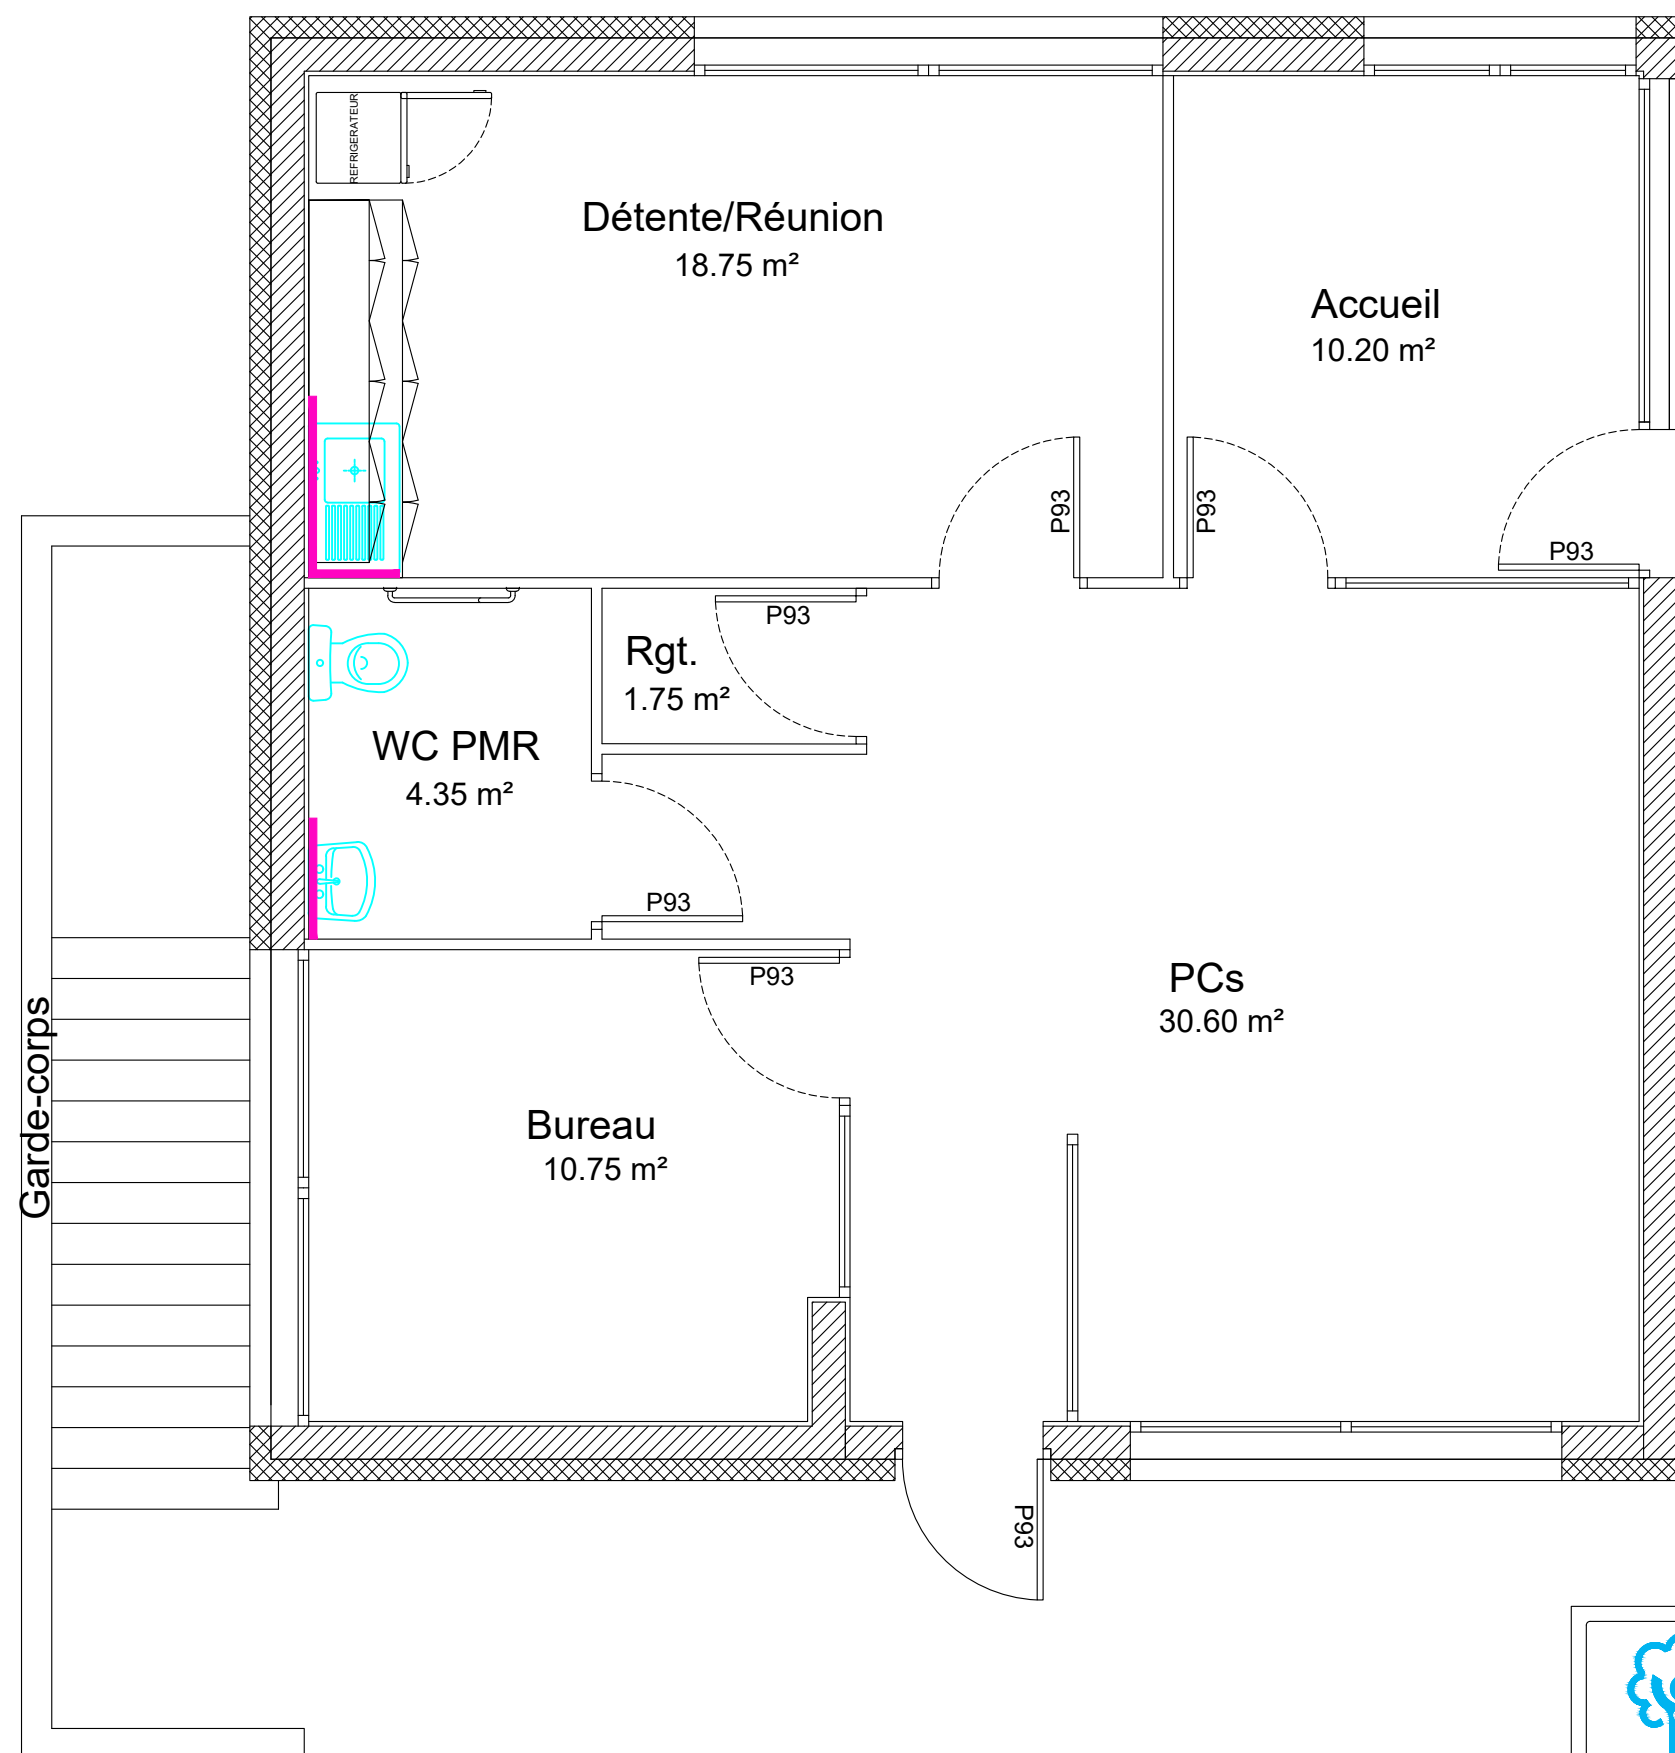 REFRIGERATEUR
Détente/Réunion
18.75 m²
Accueil
10.20 m²
P93
P93
P93
P93
Rgt.
1.75 m²
WC PMR
4.35 m²
P93
P93
PCs
30.60 m²
Garde-corps
Bureau
10.75 m²
P93